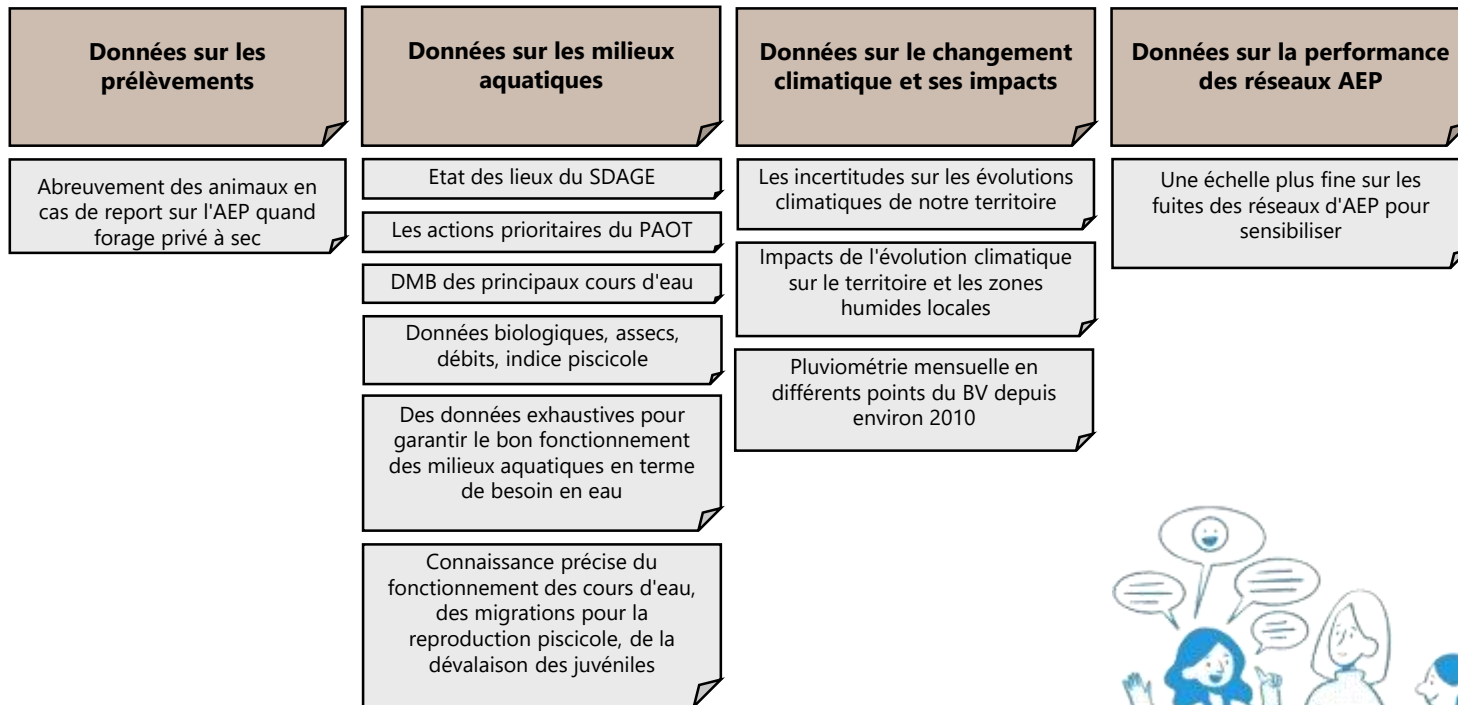 Données sur les
prélèvements
Abreuvement des animaux en
cas de report sur l'AEP quand
forage privé à sec
Données sur les milieux
aquatiques
Etat des lieux du SDAGE
Les actions prioritaires du PAOT
DMB des principaux cours d'eau
Données biologiques, assecs,
débits, indice piscicole
Des données exhaustives pour
garantir le bon fonctionnement
des milieux aquatiques en terme
de besoin en eau
Connaissance précise du
fonctionnement des cours d'eau,
des migrations pour la
reproduction piscicole, de la
dévalaison des juvéniles
Données sur le changement
climatique et ses impacts
Les incertitudes sur les évolutions
climatiques de notre territoire
Impacts de l'évolution climatique
sur le territoire et les zones
humides locales
Pluviométrie mensuelle en
différents points du BV depuis
environ 2010
Données sur la performance
des réseaux AEP
Une échelle plus fine sur les
fuites des réseaux d'AEP pour
sensibiliser